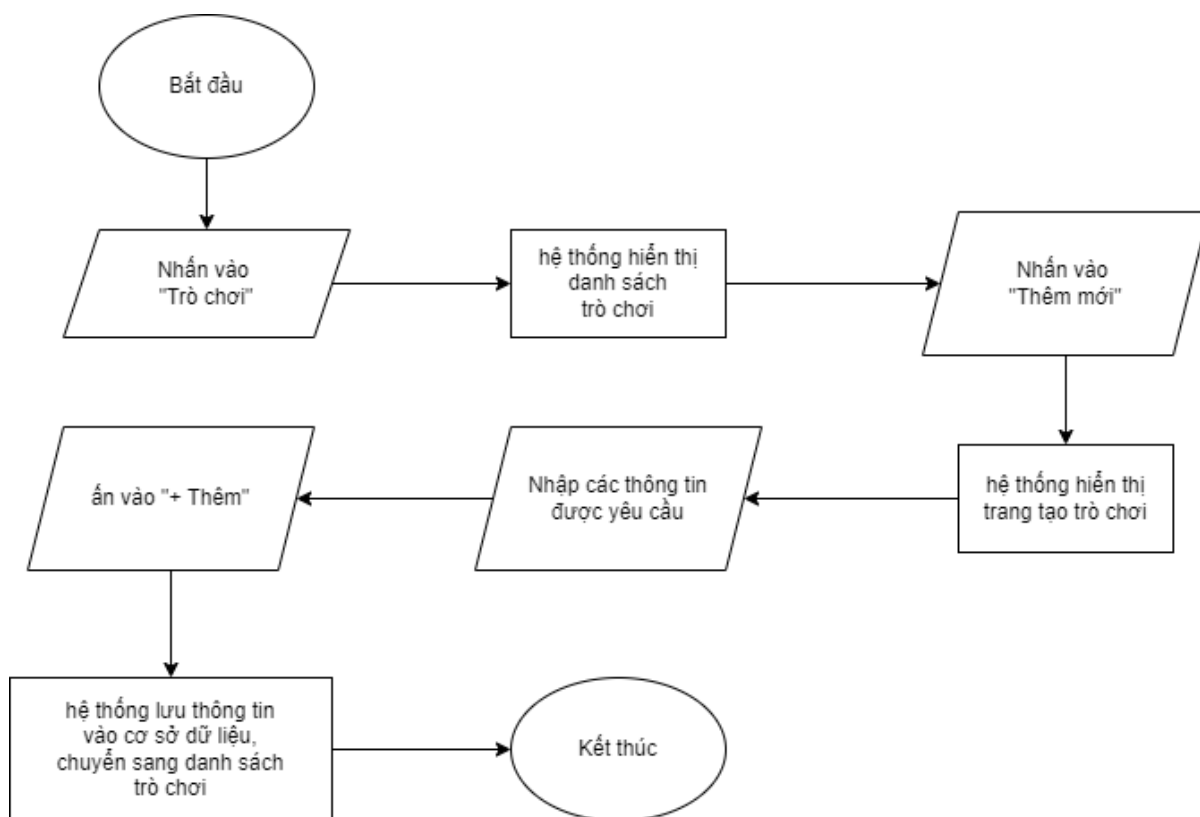 Bắt đầu
Nhấn vào
"Trò chơi"
hệ thống hiển thị
danh sách
trò chơi
Nhấn vào
"Thêm mới"
hệ thống hiển thị
trang tạo trò chơi
Nhập các thông tin
được yêu cầu
ấn vào "+ Thêm"
hệ thống lưu thông tin
vào cơ sở dữ liệu,
chuyển sang danh sách
trò chơi
Kết thúc